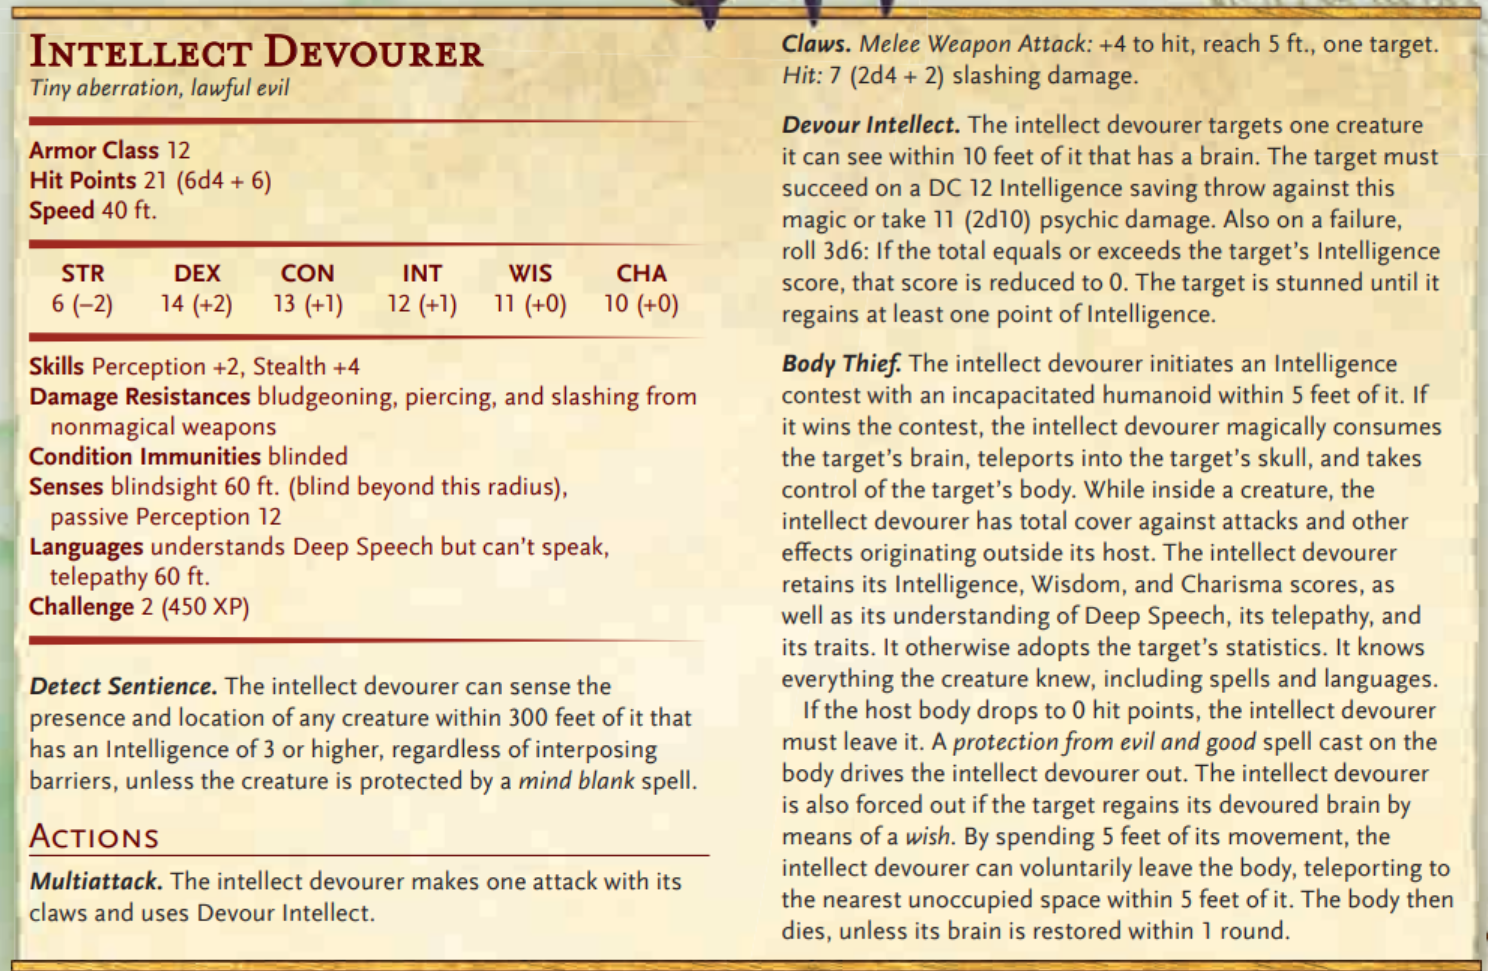 INTELLECT DEVOURER
Tiny aberration, lawful evil
Armor Class 12
Hit Points 21 (6d4 + 6)
Speed 40 ft.
STR DEX CON INT WIS CHA
6 (–2) 14 (+2) 13 (+1) 12 (+1) 11 (+0) 10 (+0)
Skills Perception +2, Stealth +4
Damage Resistances bludgeoning, piercing, and slashing from
nonmagical weapons
Condition Immunities blinded
Senses blindsight 60 ft. (blind beyond this radius),
passive Perception 12
Languages understands Deep Speech but can't speak,
telepathy 60 ft.
Challenge 2 (450 XP)
Detect Sentience. The intellect devourer can sense the
presence and location of any creature within 300 feet of it that
has an Intelligence of 3 or higher, regardless of interposing
barriers, unless the creature is protected by a mind blank spell.
ACTIONS
Multiattack. The intellect devourer makes one attack with its
claws and uses Devour Intellect.
Claws. Melee Weapon Attack: +4 to hit, reach 5 ft., one target.
Hit: 7 (2d4 + 2) slashing damage.
Devour Intellect. The intellect devourer targets one creature
it can see within 10 feet of it that has a brain. The target must
succeed on a DC 12 Intelligence saving throw against this
magic or take 11 (2d10) psychic damage. Also on a failure,
roll 3d6: If the total equals or exceeds the target's Intelligence
score, that score is reduced to 0. The target is stunned until it
regains at least one point of Intelligence.
Body Thief. The intellect devourer initiates an Intelligence
contest with an incapacitated humanoid within 5 feet of it. If
it wins the contest, the intellect devourer magically consumes
the target's brain, teleports into the target's skull, and takes
control of the target's body. While inside a creature, the
intellect devourer has total cover against attacks and other
effects originating outside its host. The intellect devourer
retains its Intelligence, Wisdom, and Charisma scores, as
well as its understanding of Deep Speech, its telepathy, and
its traits. It otherwise adopts the target's statistics. It knows
everything the creature knew, including spells and languages.
If the host body drops to 0 hit points, the intellect devourer
must leave it. A protection from evil and good spell cast on the
body drives the intellect devourer out. The intellect devourer
is also forced out if the target regains its devoured brain by
means of a wish. By spending 5 feet of its movement, the
intellect devourer can voluntarily leave the body, teleporting to
the nearest unoccupied space within 5 feet of it. The body then
dies, unless its brain is restored within 1 round.